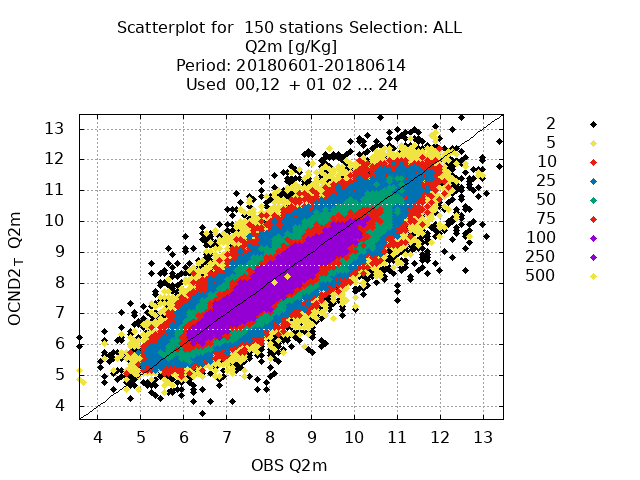 Scatterplot for  150 stations Selection: ALL
Q2m [g/Kg]
Period: 20180601-20180614
Used  00,12  + 01 02 ... 24
OCND2_T  Q2m
13
12
11
10
9
8
7
6
5
4
4 5 6 7 8 9 10 11 12 13
OBS Q2m
2
5
10
25
50
75
100
250
500